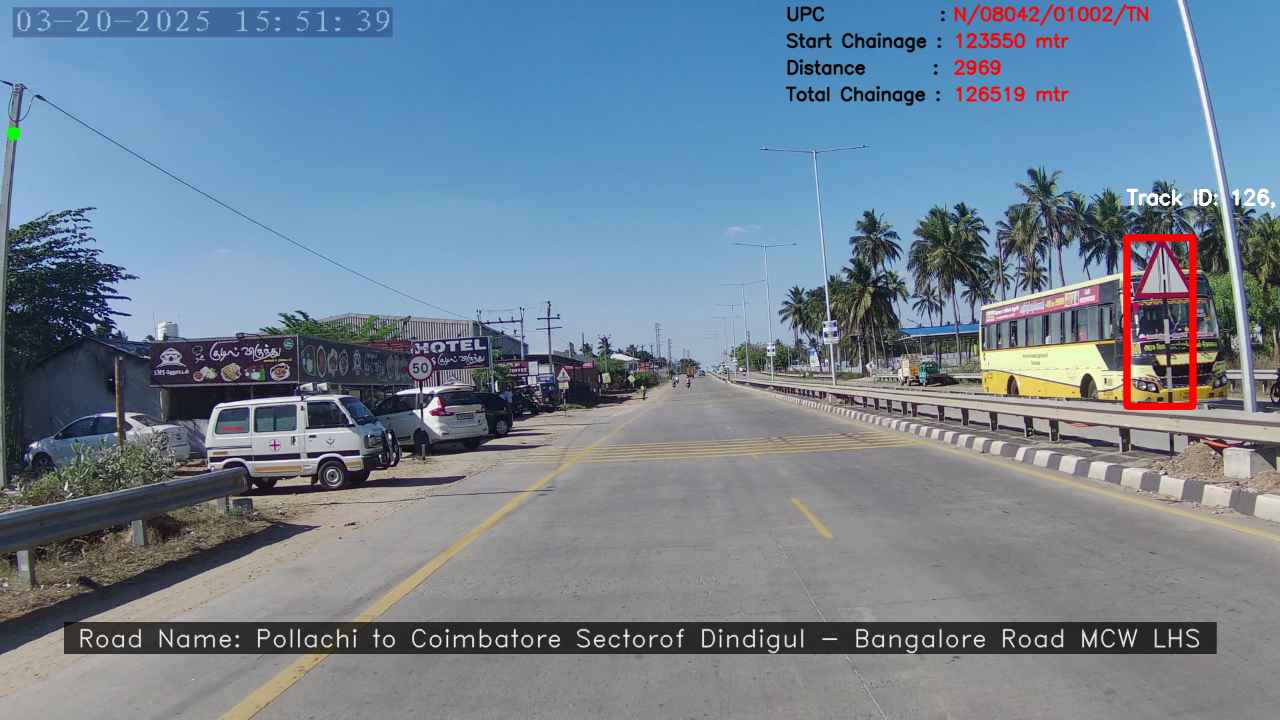 03-20-2025 15:51:39
UPC : N/08042/01002/TN
Start Chainage : 123550 mtr
Distance : 2969
Total Chainage : 126519 mtr
Track ID: 126,
HOTEL
50
Road Name: Pollachi to Coimbatore Sectorof Dindigul - Bangalore Road MCW LHS